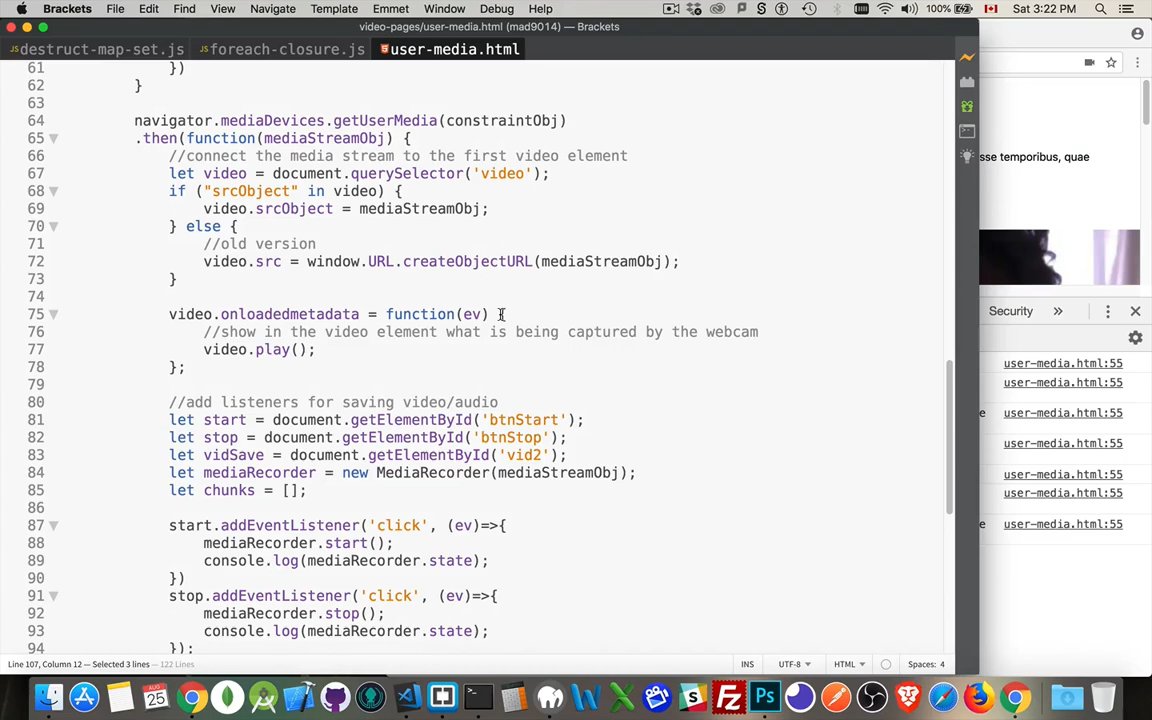 Brackets File Edit Find View Navigate Template Emmet Window Debug Help 100% Sat 3:22 PM
video-pages/user-media.html (mad9014) — Brackets
destruct-map-set.js foreach-closure.js user-media.html
61 })
62 }
63
64 navigator.mediaDevices.getUserMedia(constraintObj)
65 .then(function(mediaStreamObj) {
66 //connect the media stream to the first video element
67 let video = document.querySelector('video');
68 if ("srcObject" in video) {
69 video.srcObject = mediaStreamObj;
70 } else {
71 //old version
72 video.src = window.URL.createObjectURL(mediaStreamObj);
73 }
74
75 video.onloadedmetadata = function(ev) {
76 //show in the video element what is being captured by the webcam
77 video.play();
78 };
79
80 //add listeners for saving video/audio
81 let start = document.getElementById('btnStart');
82 let stop = document.getElementById('btnStop');
83 let vidSave = document.getElementById('vid2');
84 let mediaRecorder = new MediaRecorder(mediaStreamObj);
85 let chunks = [];
86
87 start.addEventListener('click', (ev)=>{
88 mediaRecorder.start();
89 console.log(mediaRecorder.state);
90 })
91 stop.addEventListener('click', (ev)=>{
92 mediaRecorder.stop();
93 console.log(mediaRecorder.state);
94 });
Line 107, Column 12 — Selected 3 lines — 122 Lines INS UTF-8 HTML Spaces: 4
sse temporibus, quae
Security »
user-media.html:55
user-media.html:55
e user-media.html:55
user-media.html:55
user-media.html:55
user-media.html:55
e user-media.html:55
AUG
25